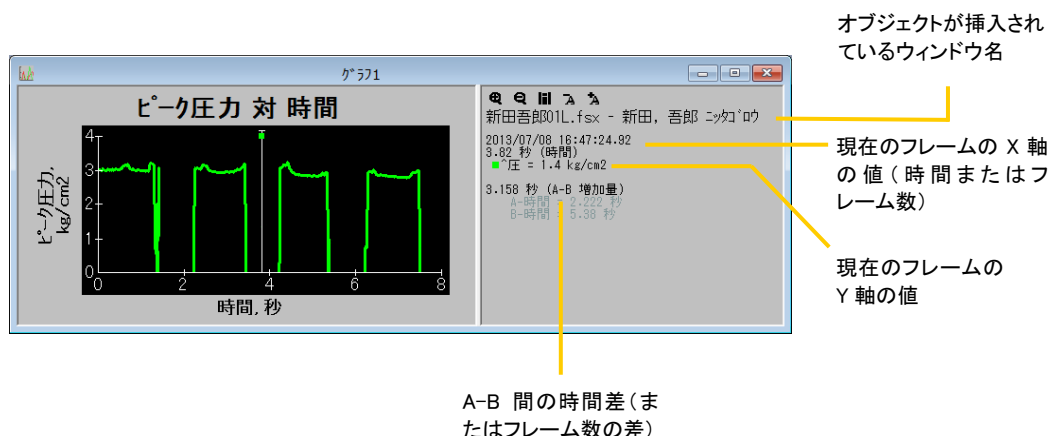 オブジェクトが挿入され
ているウィンドウ名
グラフ1
ピーク圧力 対 時間
ピーク圧力,
kg/cm2
4
3
2
1
0
0 2 4 6 8
時間,秒
新田吾郎01L.fsx - 新田, 吾郎 ニッタゴロウ
2013/07/08 16:47:24.92
3.82 秒 (時間)
^圧 = 1.4 kg/cm2
3.158 秒 (A-B 増加量)
A-時間 = 2.222 秒
B-時間 = 5.38 秒
現在のフレームの X 軸
の値(時間またはフ
レーム数)
現在のフレームの
Y 軸の値
A-B 間の時間差(ま
たはフレーム数の差)